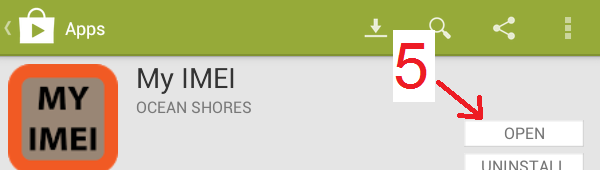 Apps
My IMEI
OCEAN SHORES
MY
IMEI
5
OPEN
UNINSTALL